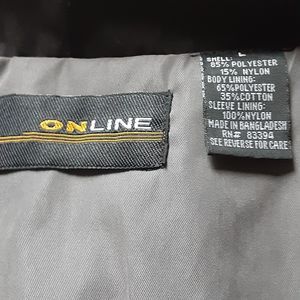 ONLINE
L
SHELL:
85% POLYESTER
15% NYLON
BODY LINING:
65%POLYESTER
35%COTTON
SLEEVE LINING:
100%NYLON
MADE IN BANGLADESH
RN# 83394
SEE REVERSE FOR CARE